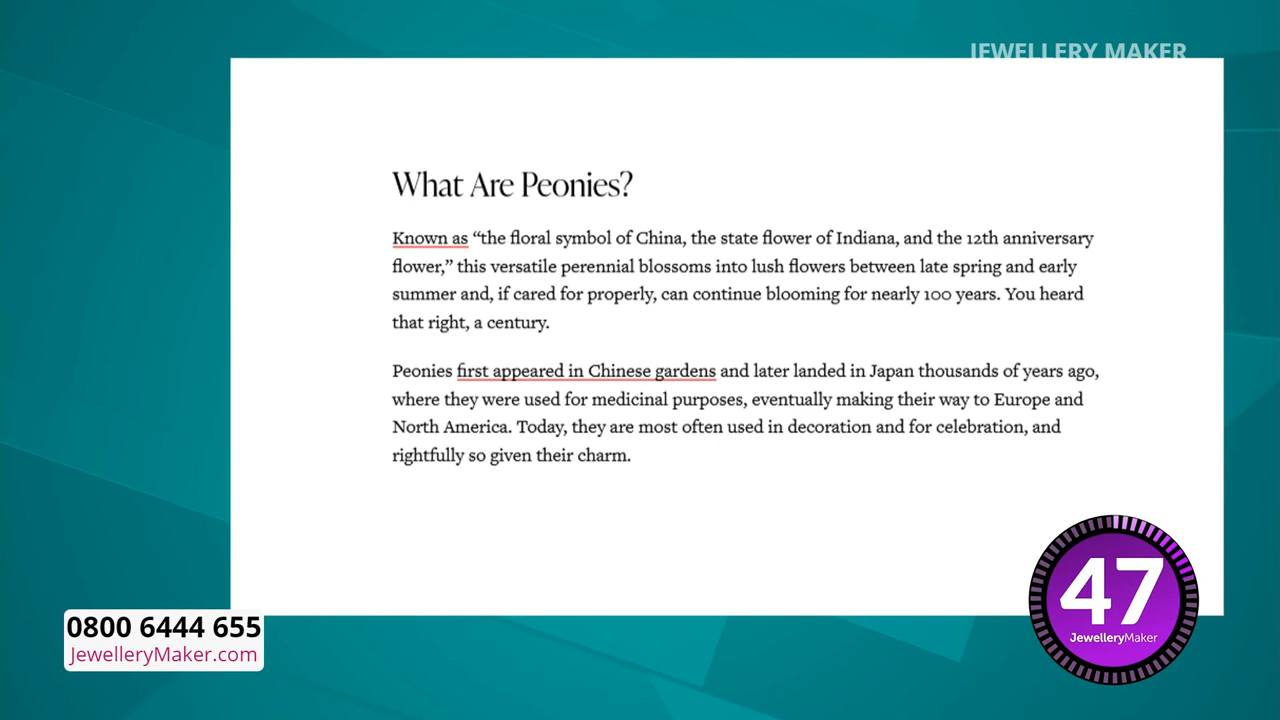 JEWELLERY MAKER
What Are Peonies?
Known as “the floral symbol of China, the state flower of Indiana, and the 12th anniversary
flower,” this versatile perennial blossoms into lush flowers between late spring and early
summer and, if cared for properly, can continue blooming for nearly 100 years. You heard
that right, a century.
Peonies first appeared in Chinese gardens and later landed in Japan thousands of years ago,
where they were used for medicinal purposes, eventually making their way to Europe and
North America. Today, they are most often used in decoration and for celebration, and
rightfully so given their charm.
47
JewelleryMaker
0800 6444 655
JewelleryMaker.com